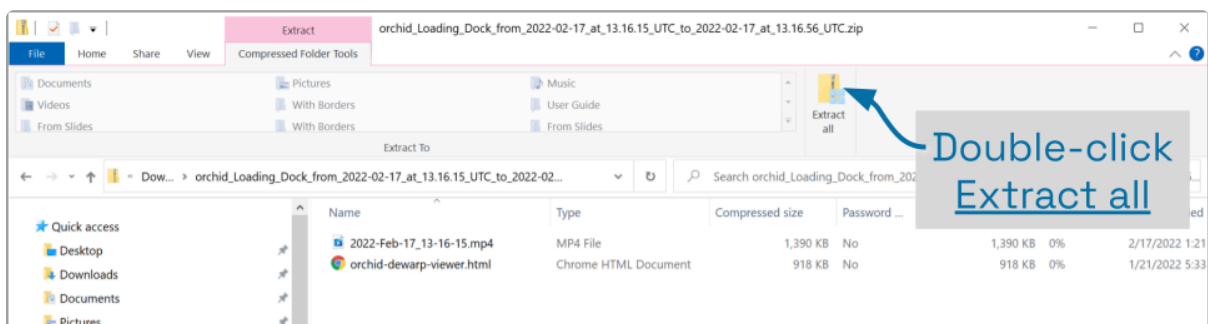 Extract
orchid_Loading_Dock_from_2022-02-17_at_13.16.15_UTC_to_2022-02-17_at_13.16.56_UTC.zip
File Home Share View Compressed Folder Tools
Documents Pictures Music
Videos With Borders User Guide
From Slides With Borders From Slides
Extract
all
Extract To
Double-click
Extract all
Dow... › orchid_Loading_Dock_from_2022-02-17_at_13.16.15_UTC_to_2022-02... Search orchid_Loading_Dock_from_202
Name Type Compressed size Password ...
Quick access
2022-Feb-17_13-16-15.mp4 MP4 File 1,390 KB No 1,390 KB 0% 2/17/2022 1:21
Desktop
orchid-dewarp-viewer.html Chrome HTML Document 918 KB No 918 KB 0% 1/21/2022 5:33
Downloads
Documents
Pictures